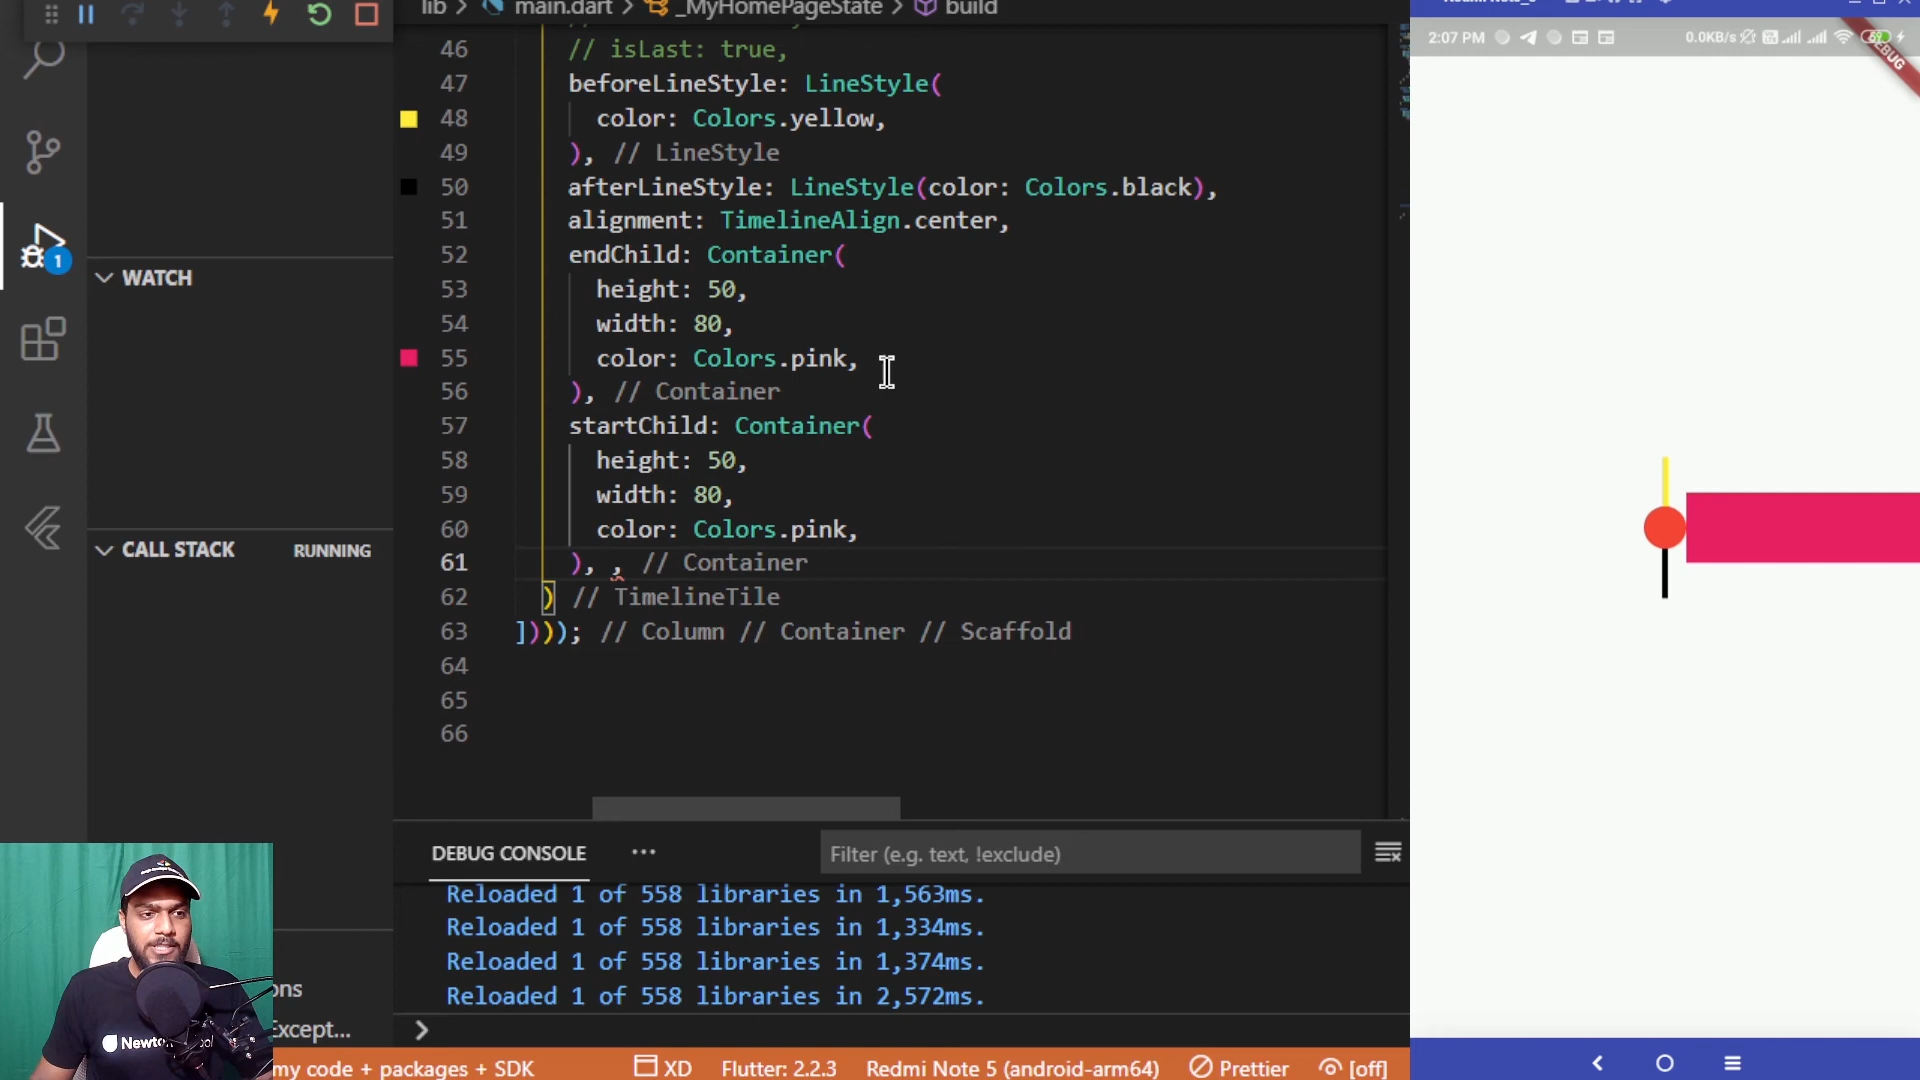 lib > main.dart > _MyHomePageState > build
46 // isLast: true,
47 beforeLineStyle: LineStyle(
48 color: Colors.yellow,
49 ), // LineStyle
50 afterLineStyle: LineStyle(color: Colors.black),
51 alignment: TimelineAlign.center,
52 endChild: Container(
53 height: 50,
54 width: 80,
55 color: Colors.pink,
56 ), // Container
57 startChild: Container(
58 height: 50,
59 width: 80,
60 color: Colors.pink,
61 ), , // Container
62 ) // TimelineTile
63 ]))); // Column // Container // Scaffold
64
65
66
1
WATCH
CALL STACK RUNNING
DEBUG CONSOLE ... Filter (e.g. text, !exclude)
Reloaded 1 of 558 libraries in 1,563ms.
Reloaded 1 of 558 libraries in 1,334ms.
Reloaded 1 of 558 libraries in 1,374ms.
Reloaded 1 of 558 libraries in 2,572ms.
>
ons
Except...
my code + packages + SDK XD Flutter: 2.2.3 Redmi Note 5 (android-arm64) Prettier [off]
2:07 PM 0.0KB/s 69
DEBUG